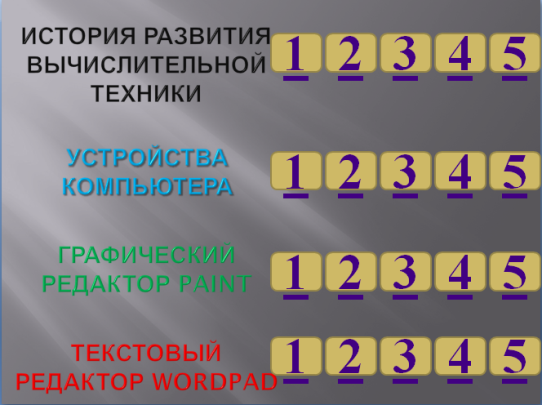 ИСТОРИЯ РАЗВИТИЯ
ВЫЧИСЛИТЕЛЬНОЙ
ТЕХНИКИ
1 2 3 4 5
УСТРОЙСТВА
КОМПЬЮТЕРА
1 2 3 4 5
ГРАФИЧЕСКИЙ
РЕДАКТОР PAINT
1 2 3 4 5
ТЕКСТОВЫЙ
РЕДАКТОР WORDPAD
1 2 3 4 5